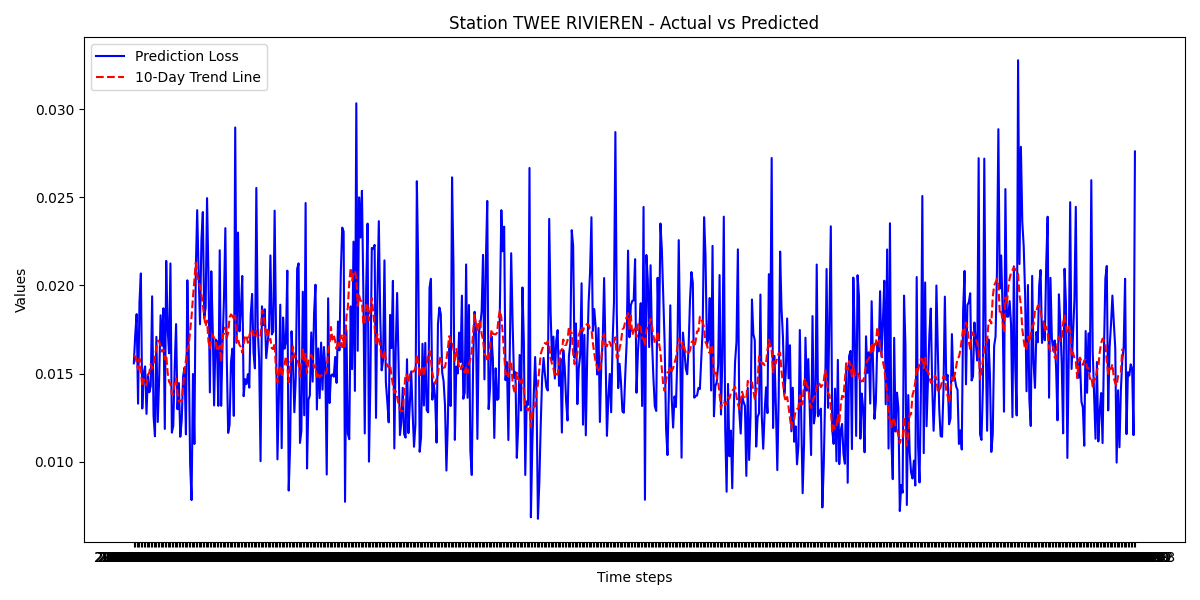 Station TWEE RIVIEREN - Actual vs Predicted
Prediction Loss
10-Day Trend Line
0.030
0.025
0.020
0.015
0.010
Values
Time steps